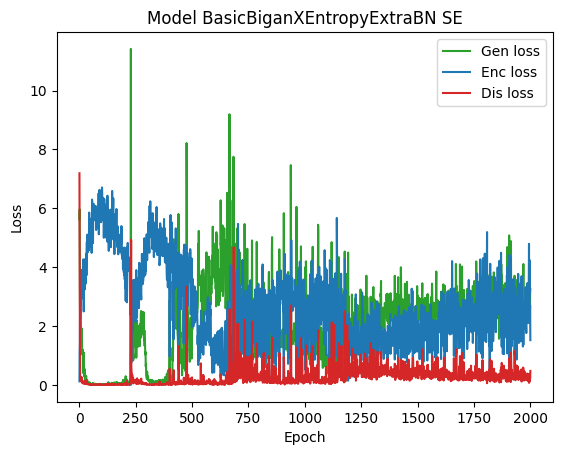 Model BasicBiganXEntropyExtraBN SE
Gen loss
Enc loss
Dis loss
Loss
10
8
6
4
2
0
0 250 500 750 1000 1250 1500 1750 2000
Epoch